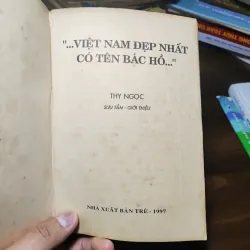 "...VIỆT NAM ĐẸP NHẤT
CÓ TÊN BÁC HỒ..."
THY NGỌC
SƯU TẦM - GIỚI THIỆU
NHÀ XUẤT BẢN TRẺ - 1997